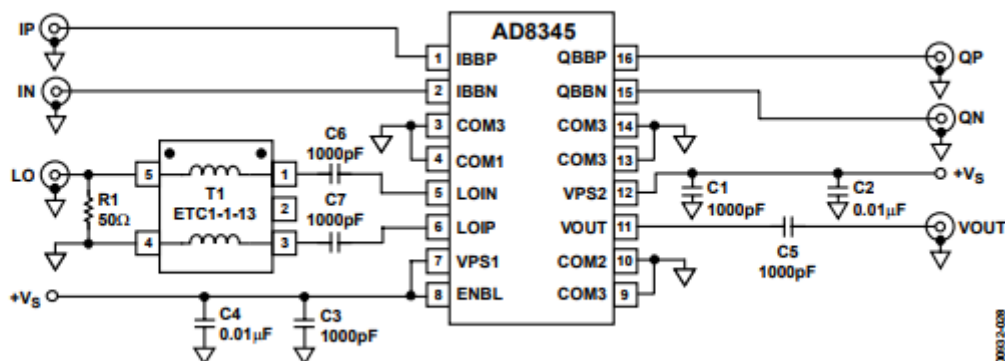 AD8345
IP
1 IBBP
QBBP 16
QP
IN
2 IBBN
QBBN 15
QN
3 COM3
COM3 14
4 COM1
COM3 13
LO
R1
50Ω
5
4
T1
ETC1-1-13
1
2
3
C6
1000pF
C7
1000pF
5 LOIN
VPS2 12
C1
1000pF
C2
0.01µF
+VS
6 LOIP
VOUT 11
C5
1000pF
VOUT
7 VPS1
COM2 10
+VS
8 ENBL
COM3 9
C4
0.01µF
C3
1000pF
00932-028